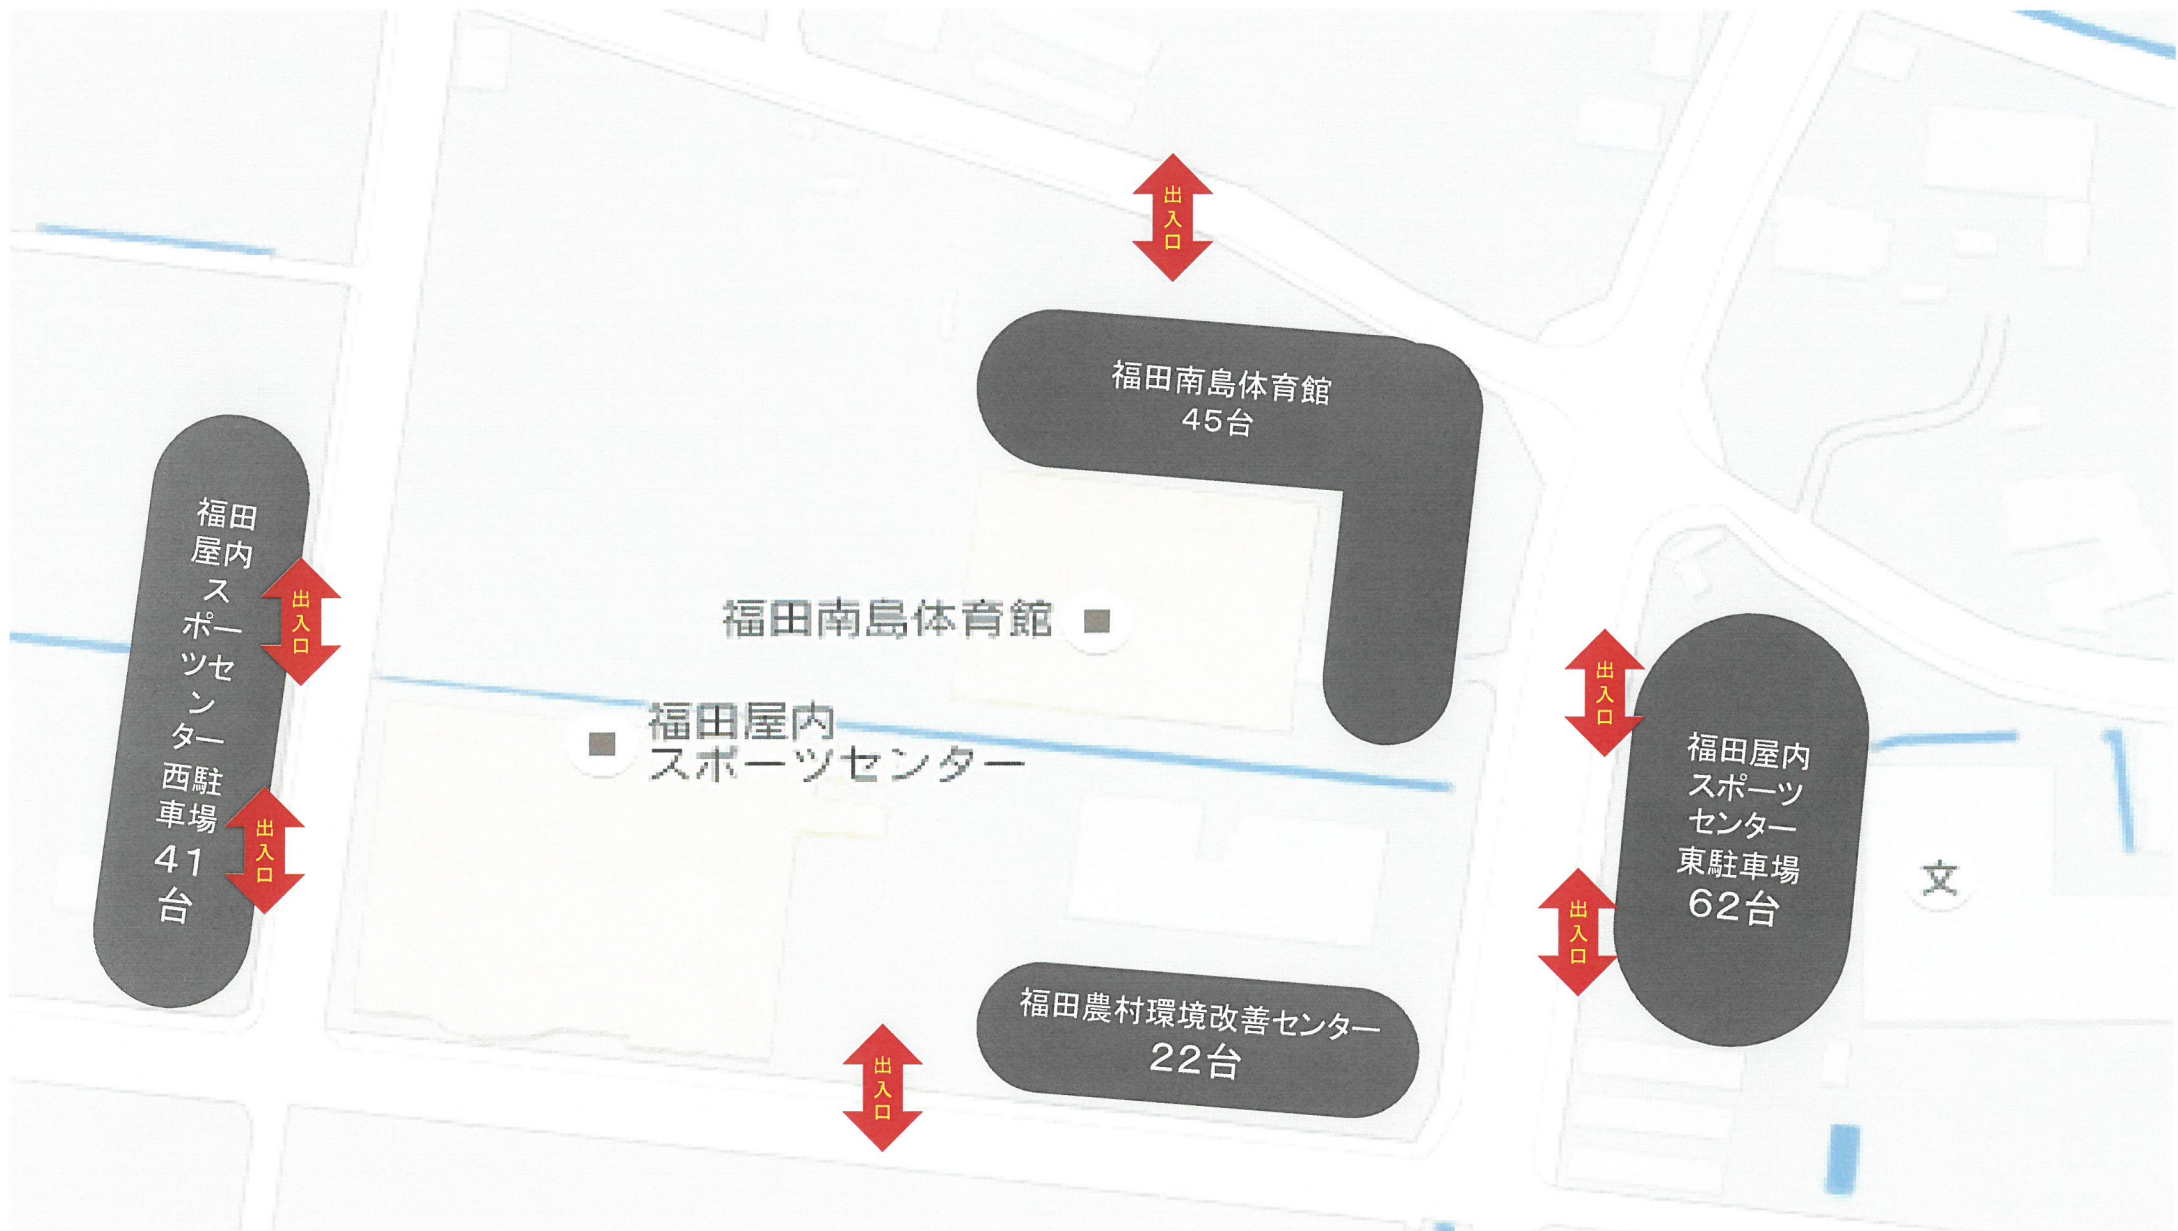 出入口
福田南島体育館
45台
福田
屋内
ス
ポー
ツセ
ン
ター
西駐
車場
41
台
出入口
出入口
福田南島体育館
福田屋内
スポーツセンター
出入口
出入口
福田屋内
スポーツ
センター
東駐車場
62台
文
福田農村環境改善センター
22台
出入口